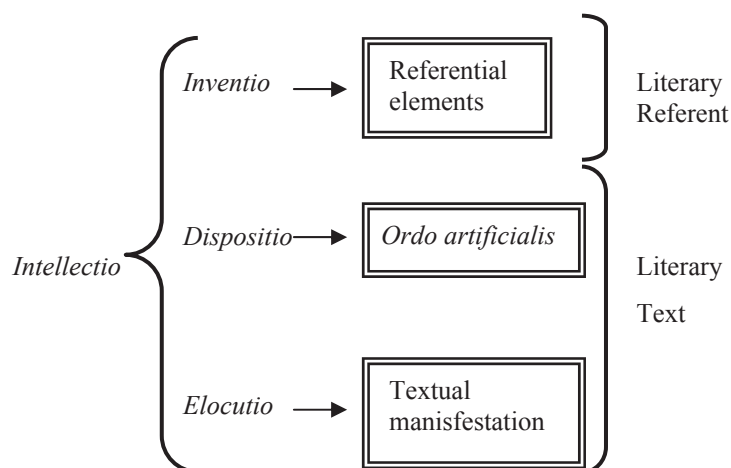 Inventio
Referential
elements
Literary
Referent
Dispositio
Ordo artificialis
Intellectio
Literary
Text
Elocutio
Textual
manisfestation